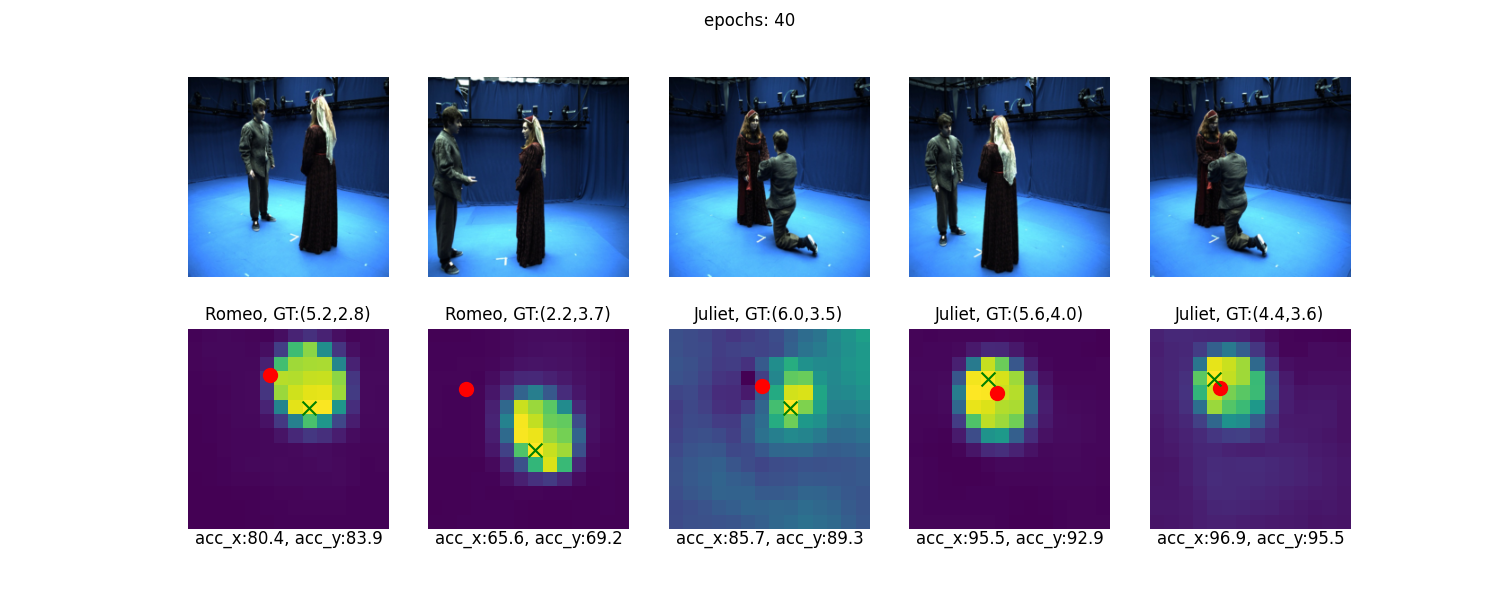 epochs: 40
Romeo, GT:(5.2,2.8)
Romeo, GT:(2.2,3.7)
Juliet, GT:(6.0,3.5)
Juliet, GT:(5.6,4.0)
Juliet, GT:(4.4,3.6)
acc_x:80.4, acc_y:83.9
acc_x:65.6, acc_y:69.2
acc_x:85.7, acc_y:89.3
acc_x:95.5, acc_y:92.9
acc_x:96.9, acc_y:95.5